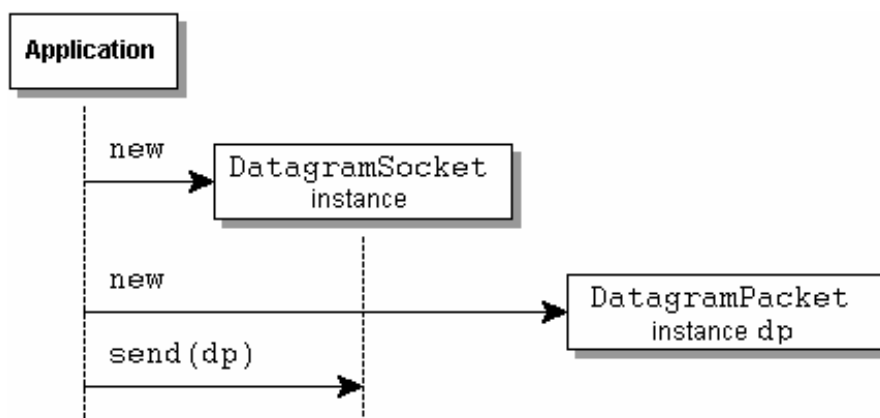 Application
new
DatagramSocket
instance
new
DatagramPacket
instance dp
send(dp)